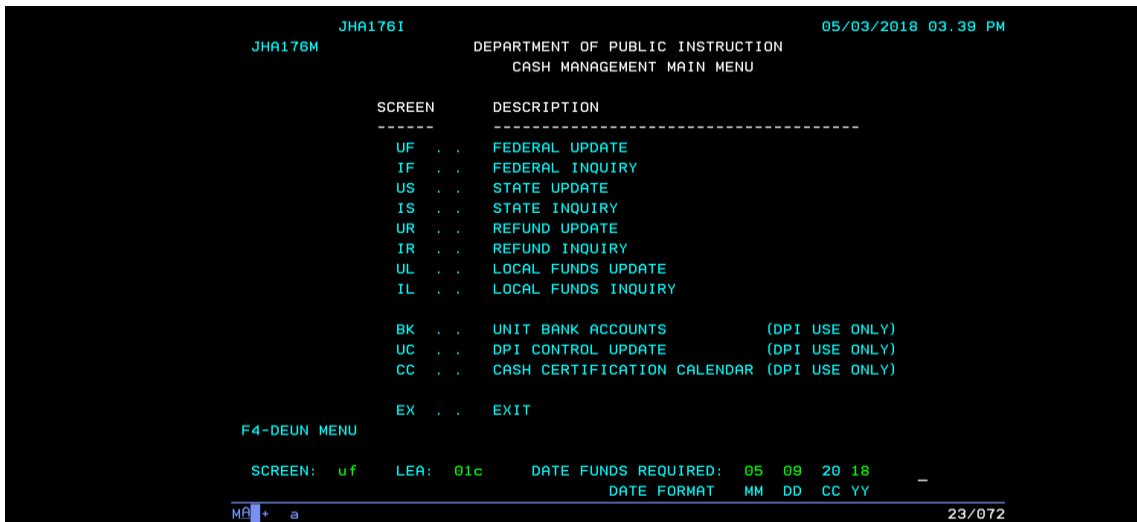 JHA176I 05/03/2018 03.39 PM
JHA176M DEPARTMENT OF PUBLIC INSTRUCTION
CASH MANAGEMENT MAIN MENU
SCREEN DESCRIPTION
------ --------------------------------------
UF . . FEDERAL UPDATE
IF . . FEDERAL INQUIRY
US . . STATE UPDATE
IS . . STATE INQUIRY
UR . . REFUND UPDATE
IR . . REFUND INQUIRY
UL . . LOCAL FUNDS UPDATE
IL . . LOCAL FUNDS INQUIRY
BK . . UNIT BANK ACCOUNTS (DPI USE ONLY)
UC . . DPI CONTROL UPDATE (DPI USE ONLY)
CC . . CASH CERTIFICATION CALENDAR (DPI USE ONLY)
EX . . EXIT
F4-DEUN MENU
SCREEN: uf LEA: 01c DATE FUNDS REQUIRED: 05 09 20 18 _
DATE FORMAT MM DD CC YY
MA + a 23/072